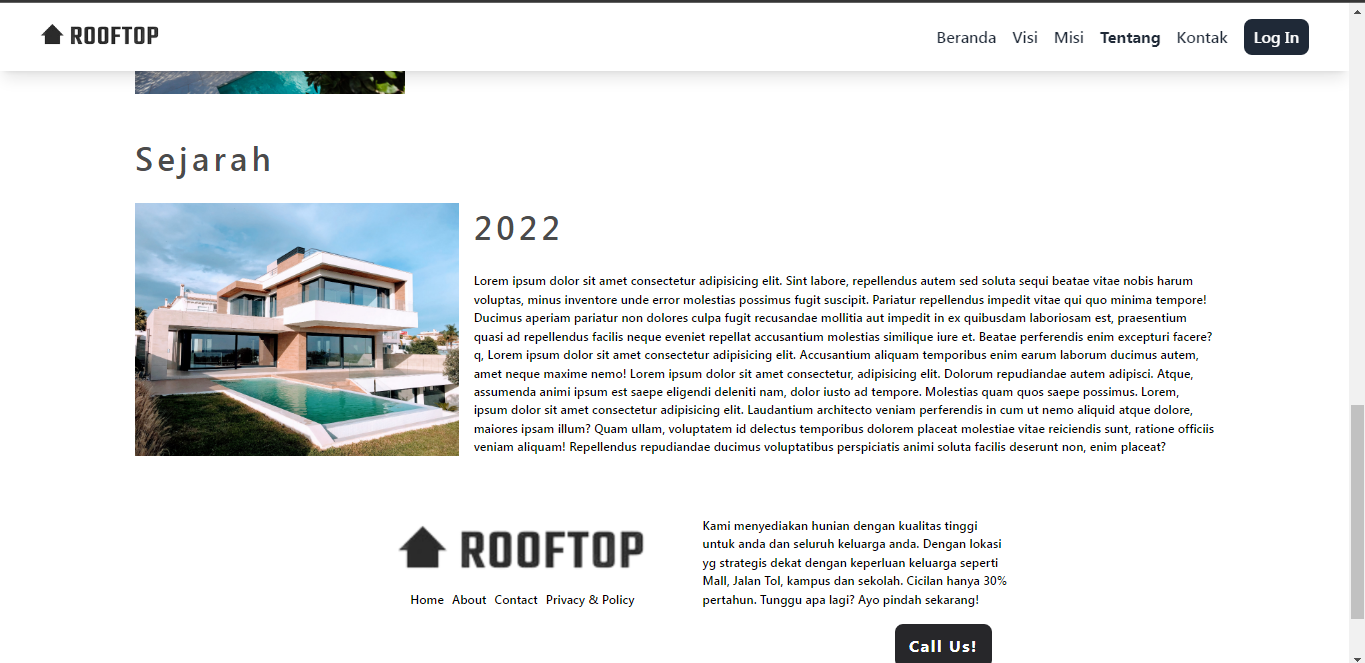 ROOFTOP
Beranda Visi Misi Tentang Kontak Log In
Sejarah
2022
Lorem ipsum dolor sit amet consectetur adipisicing elit. Sint labore, repellendus autem sed soluta sequi beatae vitae nobis harum
voluptas, minus inventore unde error molestias possimus fugit suscipit. Pariatur repellendus impedit vitae qui quo minima tempore!
Ducimus aperiam pariatur non dolores culpa fugit recusandae mollitia aut impedit in ex quibusdam laboriosam est, praesentium
quasi ad repellendus facilis neque eveniet repellat accusantium molestias similique iure et. Beatae perferendis enim excepturi facere?
q, Lorem ipsum dolor sit amet consectetur adipisicing elit. Accusantium aliquam temporibus enim earum laborum ducimus autem,
amet neque maxime nemo! Lorem ipsum dolor sit amet consectetur, adipisicing elit. Dolorum repudiandae autem adipisci. Atque,
assumenda animi ipsum est saepe eligendi deleniti nam, dolor iusto ad tempore. Molestias quam quos saepe possimus. Lorem,
ipsum dolor sit amet consectetur adipisicing elit. Laudantium architecto veniam perferendis in cum ut nemo aliquid atque dolore,
maiores ipsam illum? Quam ullam, voluptatem id delectus temporibus dolorem placeat molestiae vitae reiciendis sunt, ratione officiis
veniam aliquam! Repellendus repudiandae ducimus voluptatibus perspiciatis animi soluta facilis deserunt non, enim placeat?
ROOFTOP
Home About Contact Privacy & Policy
Kami menyediakan hunian dengan kualitas tinggi
untuk anda dan seluruh keluarga anda. Dengan lokasi
yg strategis dekat dengan keperluan keluarga seperti
Mall, Jalan Tol, kampus dan sekolah. Cicilan hanya 30%
pertahun. Tunggu apa lagi? Ayo pindah sekarang!
Call Us!